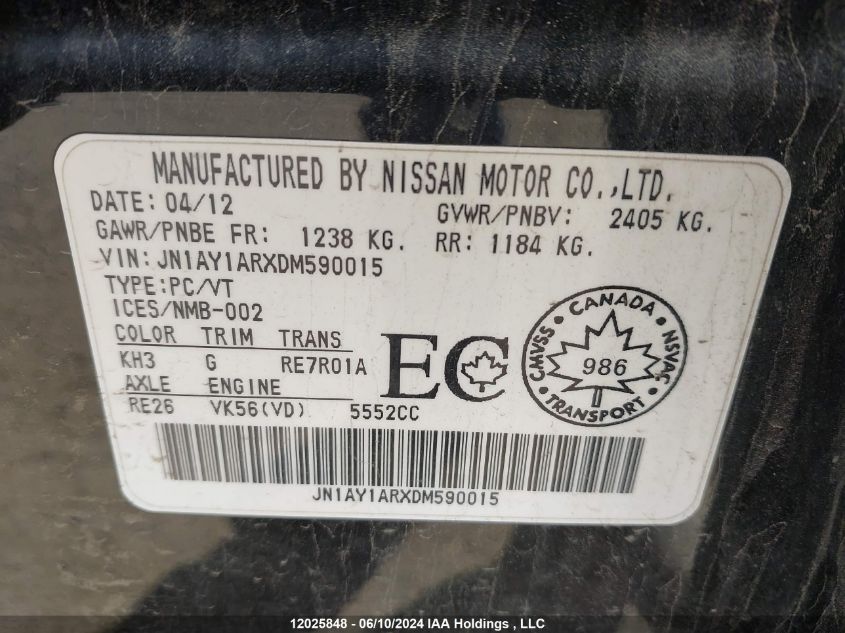 MANUFACTURED BY NISSAN MOTOR CO.,LTD.
DATE: 04/12 GVWR/PNBV: 2405 KG.
GAWR/PNBE FR: 1238 KG. RR: 1184 KG.
VIN: JN1AY1ARXDM590015
TYPE:PC/VT
ICES/NMB-002
COLOR TRIM TRANS
KH3 G RE7R01A
AXLE ENGINE
RE26 VK56(VD) 5552CC
EC
CANADA
CMVSS 986 NSVAC
TRANSPORT
JN1AY1ARXDM590015
12025848 - 06/10/2024 IAA Holdings , LLC